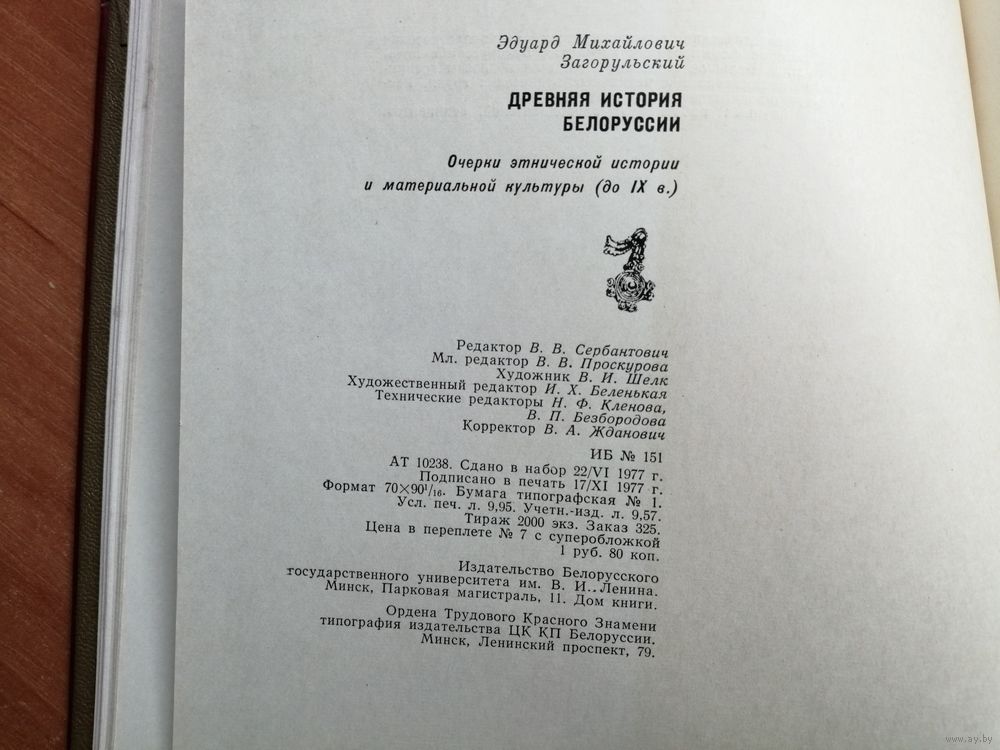 Эдуард Михайлович
Загорульский
ДРЕВНЯЯ ИСТОРИЯ
БЕЛОРУССИИ
Очерки этнической истории
и материальной культуры (до IX в.)
Редактор В. В. Сербантович
Мл. редактор В. В. Проскурова
Художник В. И. Шелк
Художественный редактор И. Х. Беленькая
Технические редакторы Н. Ф. Кленова,
В. П. Безбородова
Корректор В. А. Жданович
ИБ № 151
АТ 10238. Сдано в набор 22/VI 1977 г.
Подписано в печать 17/XI 1977 г.
Формат 70×90¹/₁₆. Бумага типографская № 1.
Усл. печ. л. 9,95. Учетн.-изд. л. 9,57.
Тираж 2000 экз. Заказ 325.
Цена в переплете № 7 с суперобложкой
1 руб. 80 коп.
Издательство Белорусского
государственного университета им. В. И.. Ленина.
Минск, Парковая магистраль, 11. Дом книги.
Ордена Трудового Красного Знамени
типография издательства ЦК КП Белоруссии.
Минск, Ленинский проспект, 79.
www.ay.by